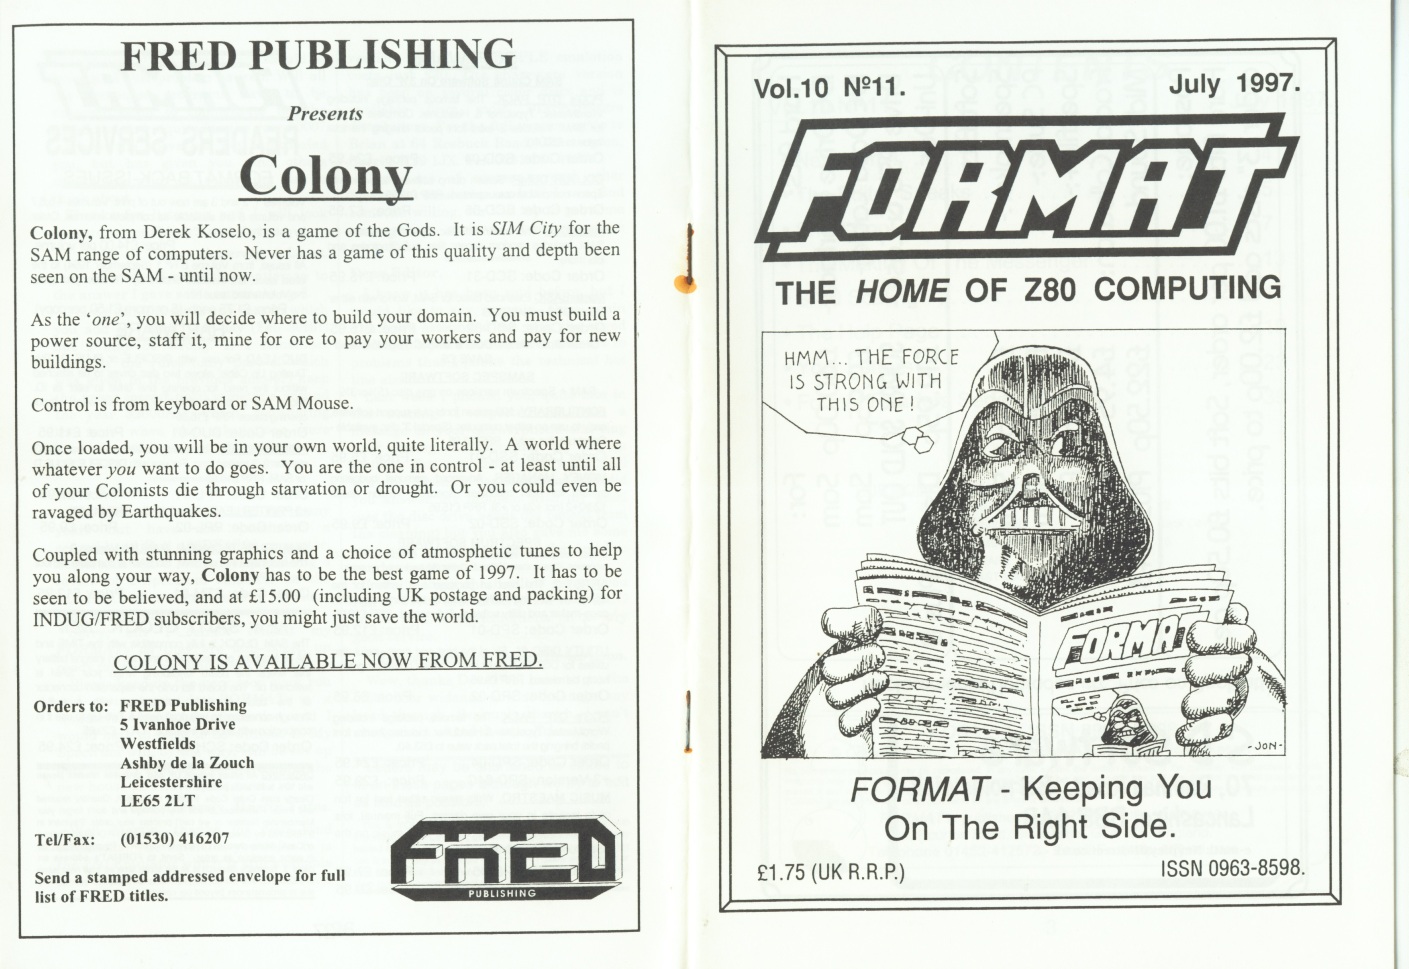 FRED PUBLISHING
Presents
Colony
Colony, from Derek Koselo, is a game of the Gods. It is SIM City for the
SAM range of computers. Never has a game of this quality and depth been
seen on the SAM - until now.
As the ‘one’, you will decide where to build your domain. You must build a
power source, staff it, mine for ore to pay your workers and pay for new
buildings.
Control is from keyboard or SAM Mouse.
Once loaded, you will be in your own world, quite literally. A world where
whatever you want to do goes. You are the one in control - at least until all
of your Colonists die through starvation or drought. Or you could even be
ravaged by Earthquakes.
Coupled with stunning graphics and a choice of atmosphetic tunes to help
you along your way, Colony has to be the best game of 1997. It has to be
seen to be believed, and at £15.00 (including UK postage and packing) for
INDUG/FRED subscribers, you might just save the world.
COLONY IS AVAILABLE NOW FROM FRED.
Orders to: FRED Publishing
5 Ivanhoe Drive
Westfields
Ashby de la Zouch
Leicestershire
LE65 2LT
Tel/Fax: (01530) 416207
Send a stamped addressed envelope for full
list of FRED titles.
FRED
PUBLISHING
Vol.10 Nº11. July 1997.
FORMAT
THE HOME OF Z80 COMPUTING
HMM... THE FORCE
IS STRONG WITH
THIS ONE!
FORMAT
-JON-
FORMAT - Keeping You
On The Right Side.
£1.75 (UK R.R.P.) ISSN 0963-8598.